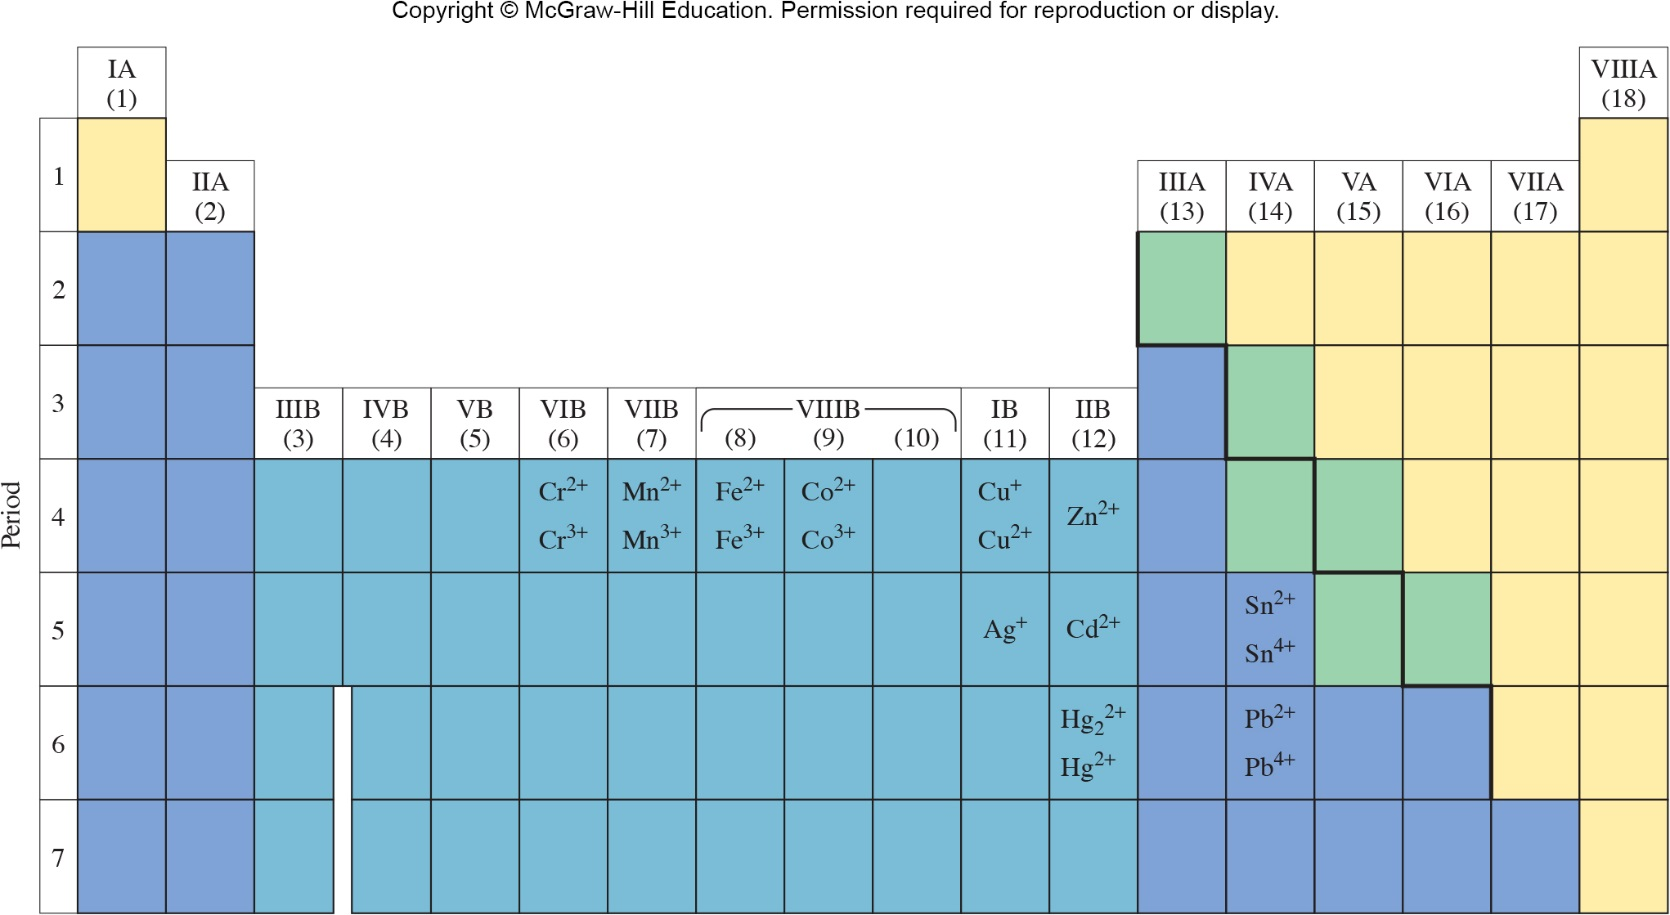 Copyright © McGraw-Hill Education. Permission required for reproduction or display.
IA
(1)
VIIIA
(18)
1
IIA
(2)
IIIA IVA VA VIA VIIA
(13) (14) (15) (16) (17)
2
3
IIIB IVB VB VIB VIIB VIIIB IB IIB
(3) (4) (5) (6) (7) (8) (9) (10) (11) (12)
Period
4
Cr²⁺ Mn²⁺ Fe²⁺ Co²⁺ Cu⁺
Zn²⁺
Cr³⁺ Mn³⁺ Fe³⁺ Co³⁺ Cu²⁺
5
Ag⁺ Cd²⁺
Sn²⁺
Sn⁴⁺
6
Hg₂²⁺ Pb²⁺
Hg²⁺ Pb⁴⁺
7